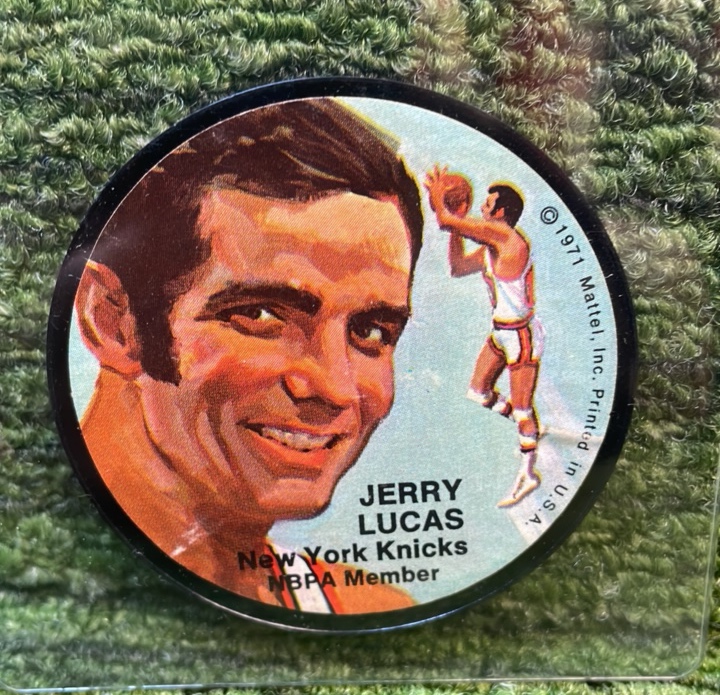 JERRY
LUCAS
New York Knicks
NBPA Member
©1971 Mattel, Inc. Printed in U.S.A.